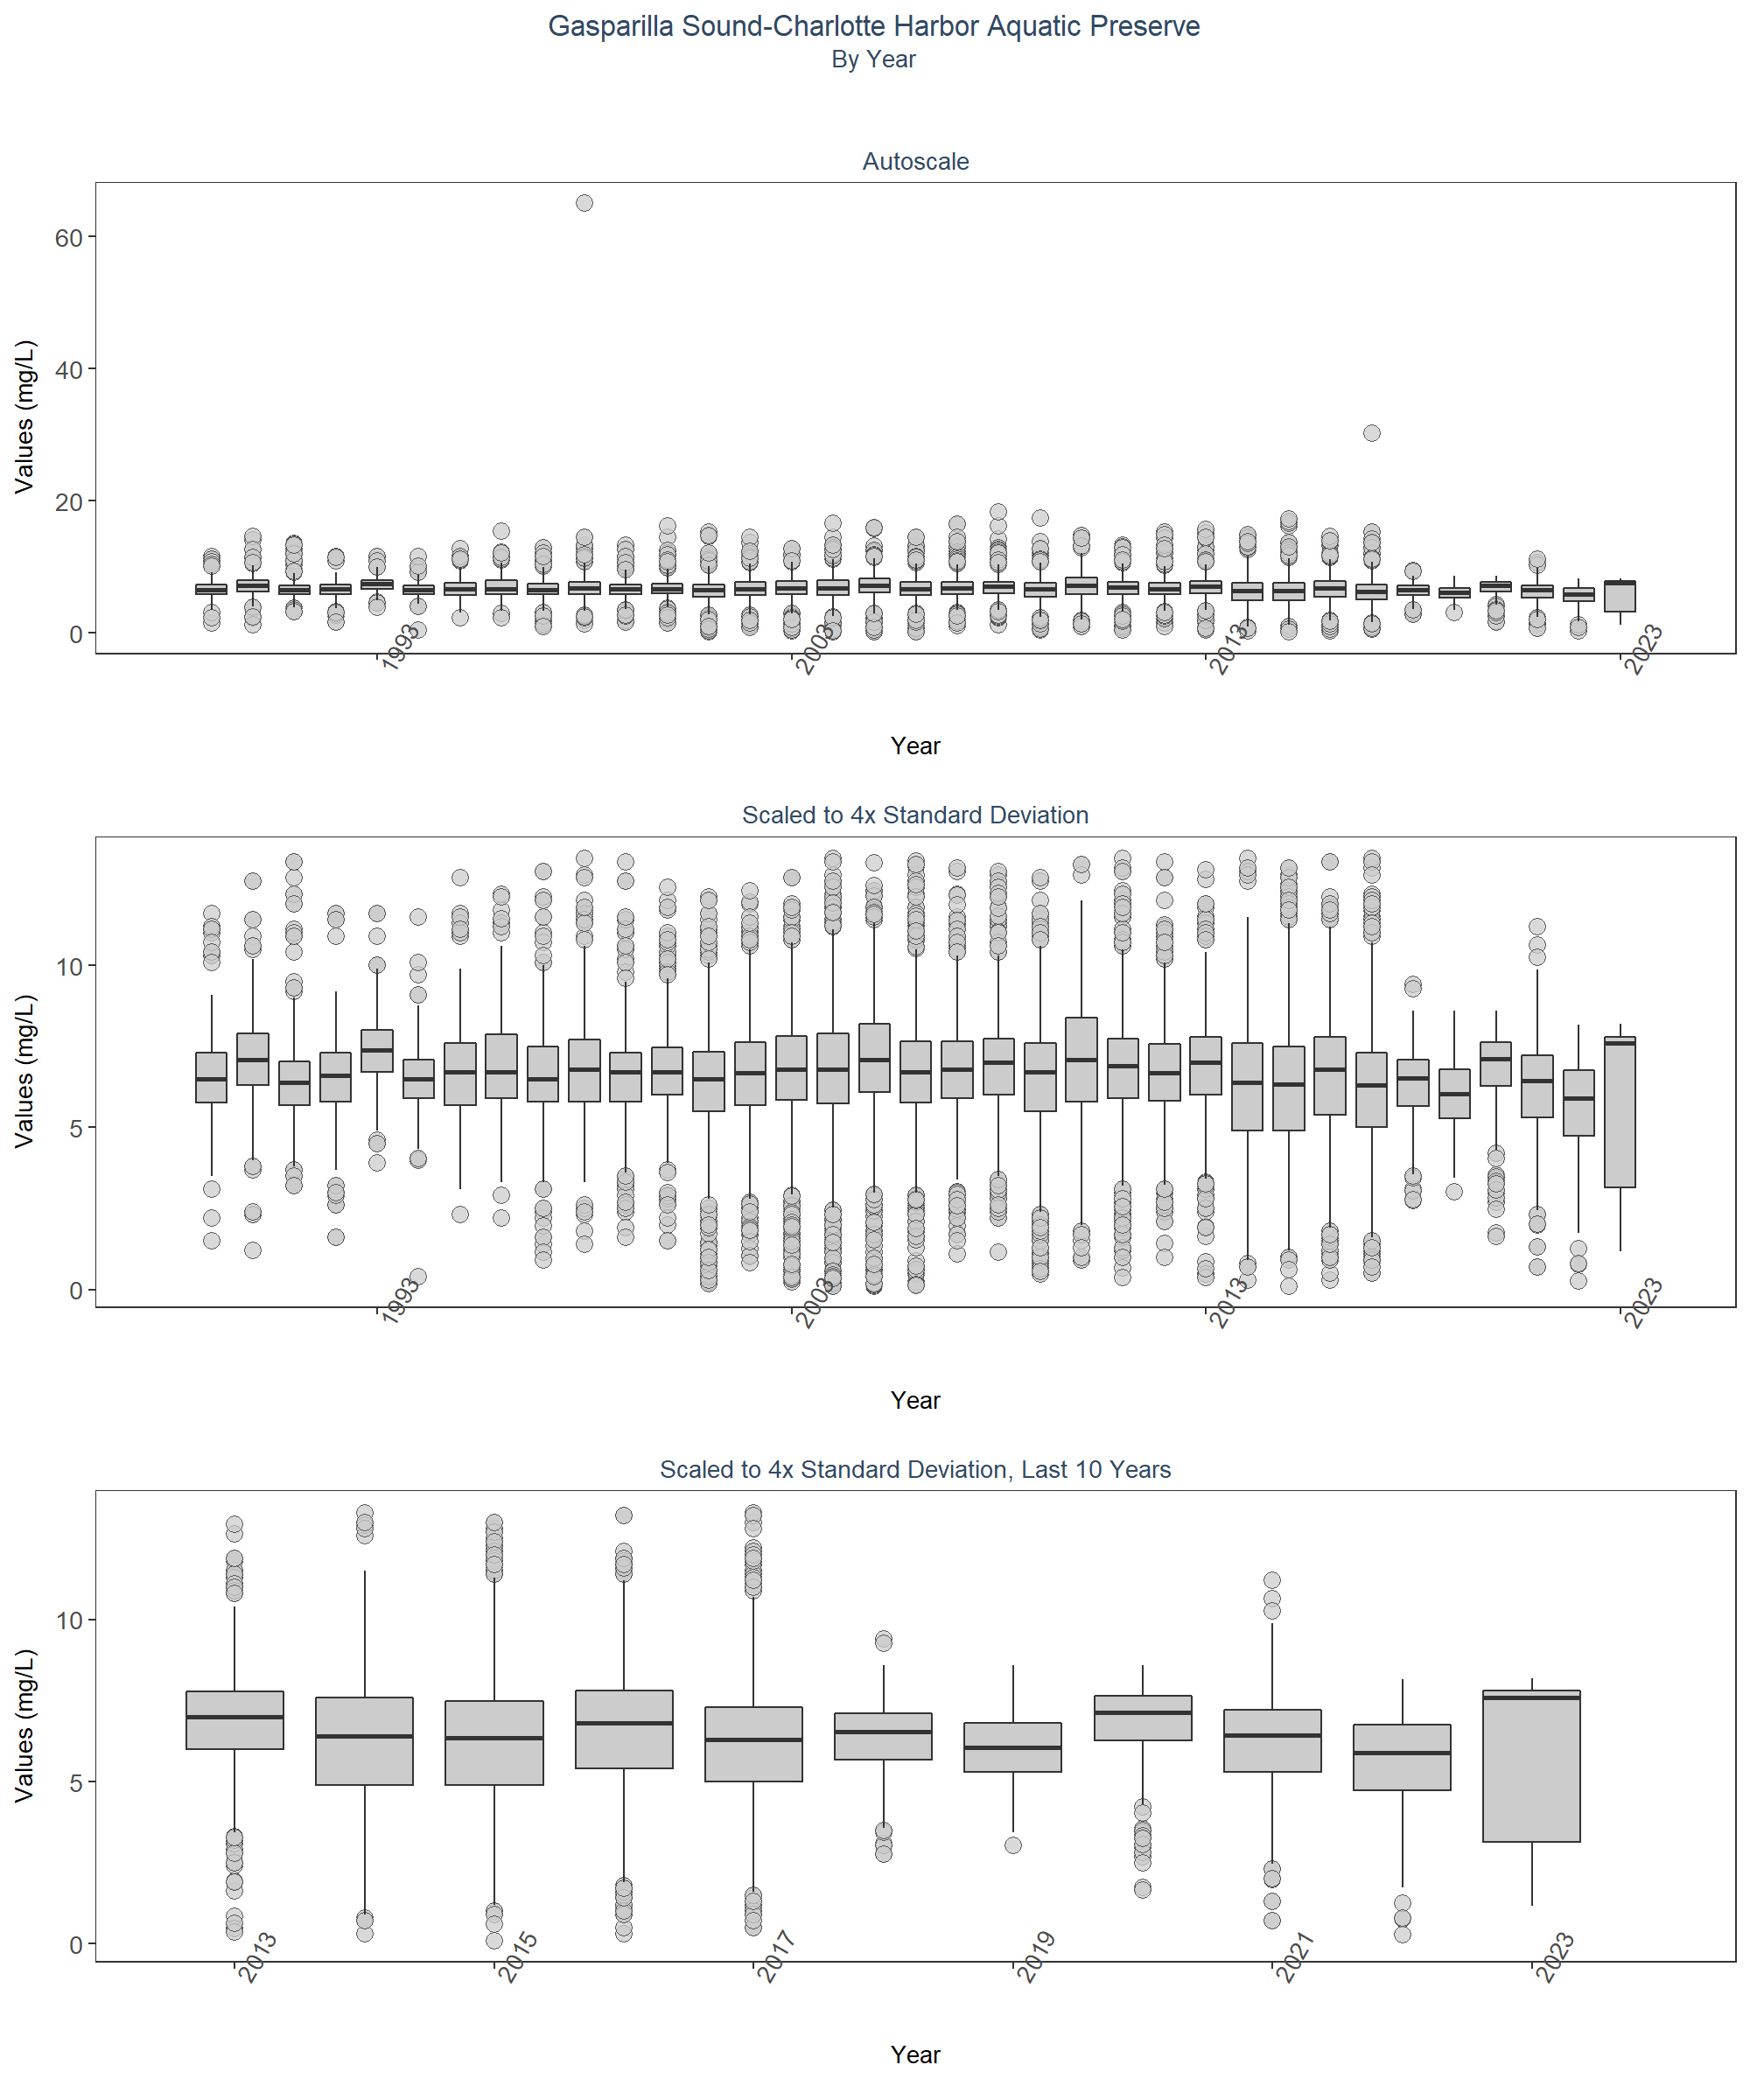 Gasparilla Sound-Charlotte Harbor Aquatic Preserve
By Year
Autoscale
Values (mg/L)
60
40
20
0
1993
2003
2013
2023
Year
Scaled to 4x Standard Deviation
Values (mg/L)
10
5
0
1993
2003
2013
2023
Year
Scaled to 4x Standard Deviation, Last 10 Years
Values (mg/L)
10
5
0
2013
2015
2017
2019
2021
2023
Year